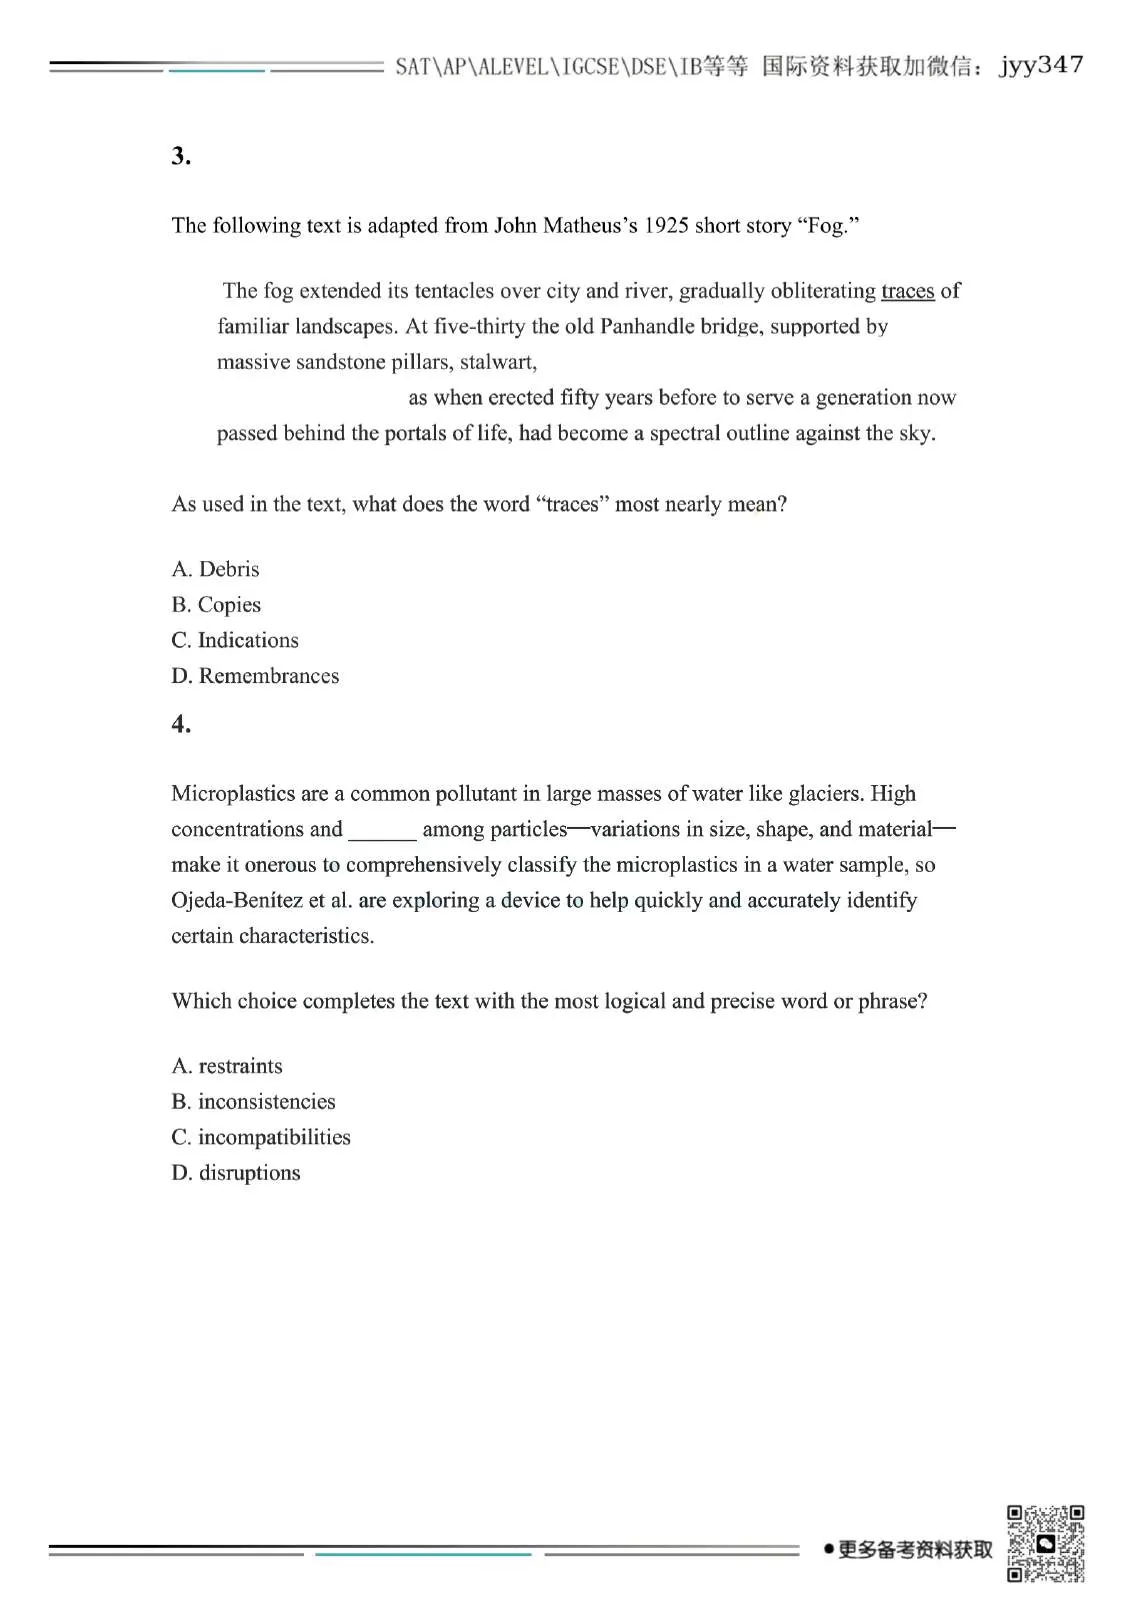 SAT\AP\ALEVEL\IGCSE\DSE\IB等等 国际资料获取加微信: jyy347
3.
The following text is adapted from John Matheus’s 1925 short story “Fog.”
The fog extended its tentacles over city and river, gradually obliterating traces of
familiar landscapes. At five-thirty the old Panhandle bridge, supported by
massive sandstone pillars, stalwart,
as when erected fifty years before to serve a generation now
passed behind the portals of life, had become a spectral outline against the sky.
As used in the text, what does the word “traces” most nearly mean?
A. Debris
B. Copies
C. Indications
D. Remembrances
4.
Microplastics are a common pollutant in large masses of water like glaciers. High
concentrations and ______ among particles—variations in size, shape, and material—
make it onerous to comprehensively classify the microplastics in a water sample, so
Ojeda-Benítez et al. are exploring a device to help quickly and accurately identify
certain characteristics.
Which choice completes the text with the most logical and precise word or phrase?
A. restraints
B. inconsistencies
C. incompatibilities
D. disruptions
●更多备考资料获取